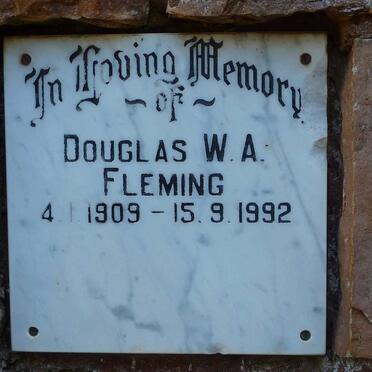 In Loving Memory
~ of ~
DOUGLAS W. A.
FLEMING
4.1.1909 - 15.9.1992